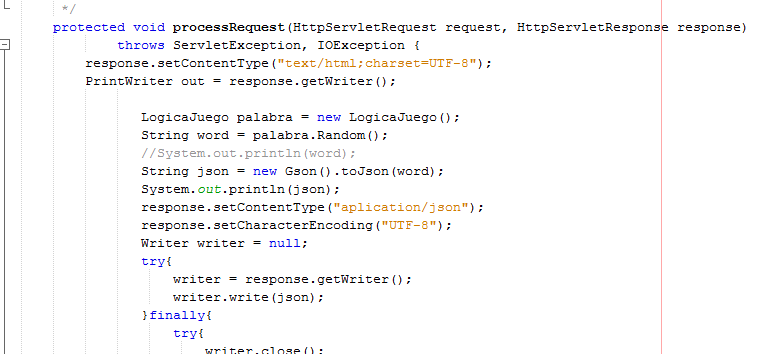 */
protected void processRequest(HttpServletRequest request, HttpServletResponse response)
throws ServletException, IOException {
response.setContentType("text/html;charset=UTF-8");
PrintWriter out = response.getWriter();
LogicaJuego palabra = new LogicaJuego();
String word = palabra.Random();
//System.out.println(word);
String json = new Gson().toJson(word);
System.out.println(json);
response.setContentType("aplication/json");
response.setCharacterEncoding("UTF-8");
Writer writer = null;
try{
writer = response.getWriter();
writer.write(json);
}finally{
try{
writer.close();